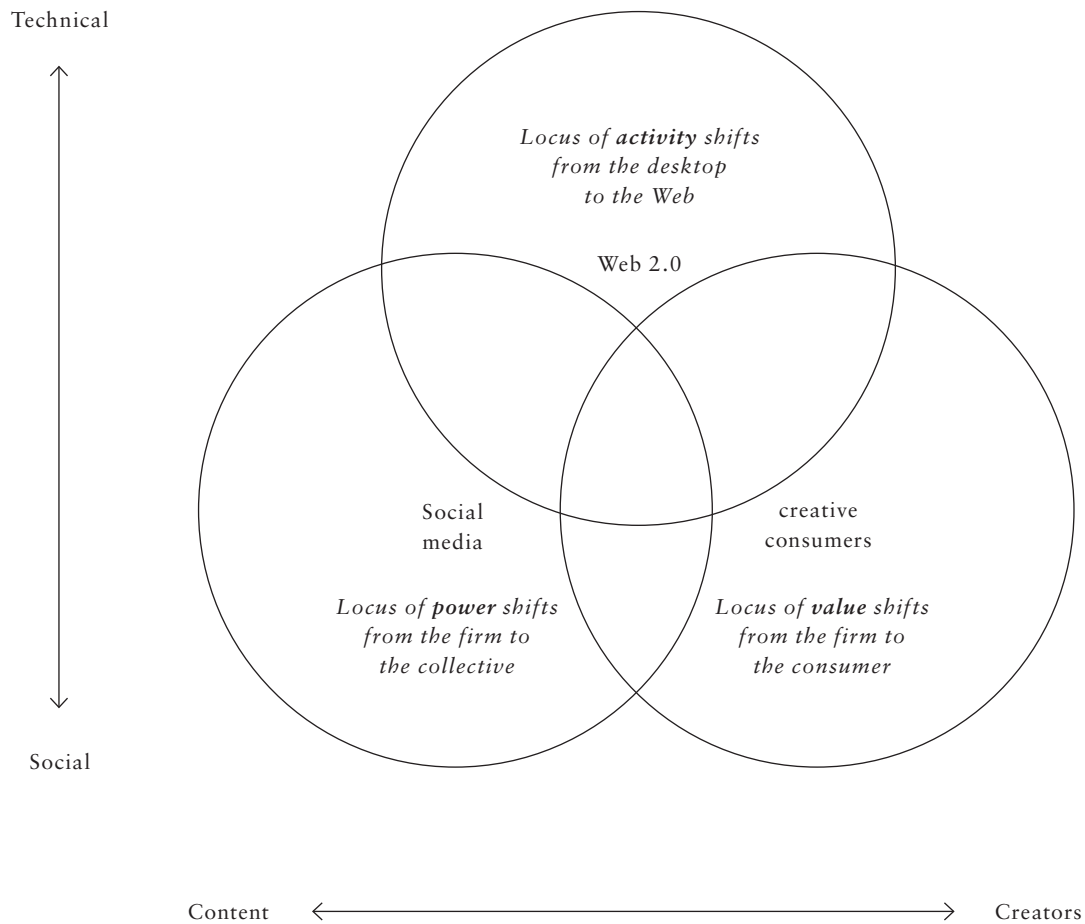 Technical
Locus of activity shifts
from the desktop
to the Web
Web 2.0
Social
media
creative
consumers
Locus of power shifts
from the firm to
the collective
Locus of value shifts
from the firm to
the consumer
Social
Content
Creators